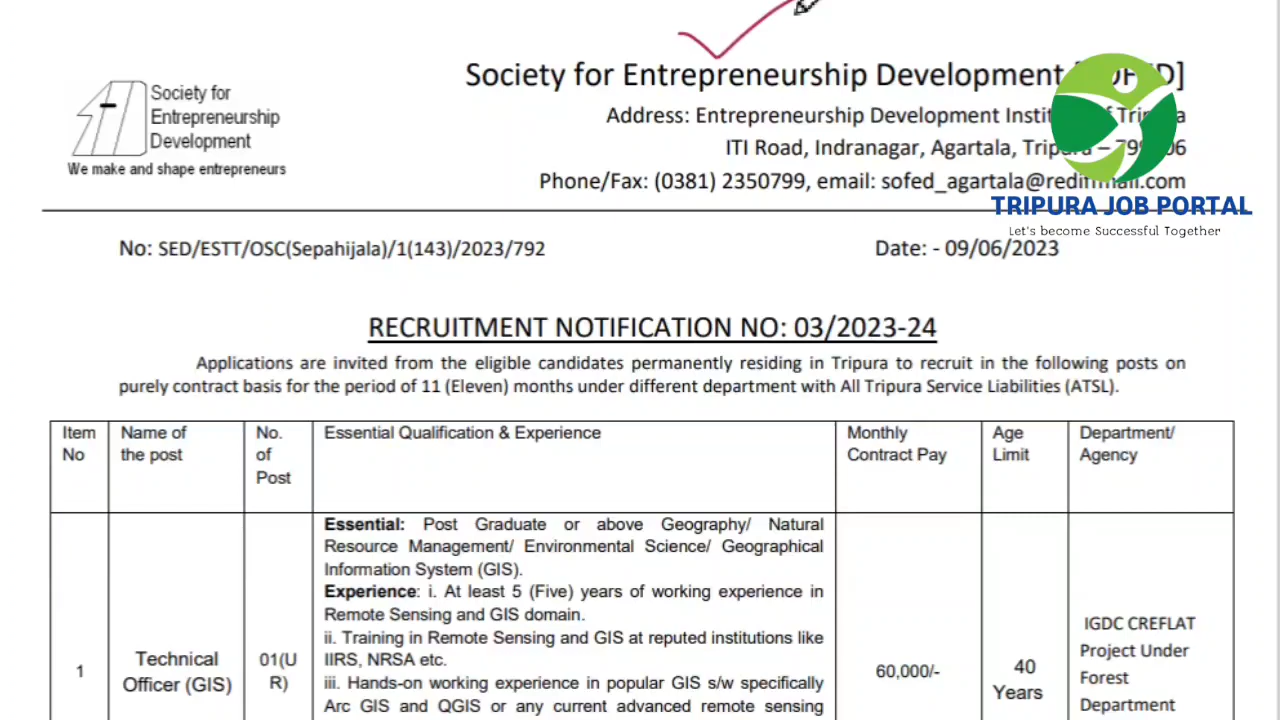 Society for
Entrepreneurship
Development
We make and shape entrepreneurs
Society for Entrepreneurship Development
Address: Entrepreneurship Development of
ITI Road, Indranagar, Agartala,
Phone/Fax: (0381) 2350799, email: sofed_agartala@rediffmail.com
TRIPURA JOB PORTAL
Let's become Successful Together
No: SED/ESTT/OSC(Sepahijala)/1(143)/2023/792 Date: - 09/06/2023
RECRUITMENT NOTIFICATION NO: 03/2023-24
Applications are invited from the eligible candidates permanently residing in Tripura to recruit in the following posts on
purely contract basis for the period of 11 (Eleven) months under different department with All Tripura Service Liabilities (ATSL).
Item
No
Name of
the post
No.
of
Post
Essential Qualification & Experience
Monthly
Contract Pay
Age
Limit
Department/
Agency
1
Technical
Officer (GIS)
01(U
R)
Essential: Post Graduate or above Geography/ Natural
Resource Management/ Environmental Science/ Geographical
Information System (GIS).
Experience: i. At least 5 (Five) years of working experience in
Remote Sensing and GIS domain.
ii. Training in Remote Sensing and GIS at reputed institutions like
IIRS, NRSA etc.
iii. Hands-on working experience in popular GIS s/w specifically
Arc GIS and QGIS or any current advanced remote sensing
60,000/-
40
Years
IGDC CREFLAT
Project Under
Forest
Department